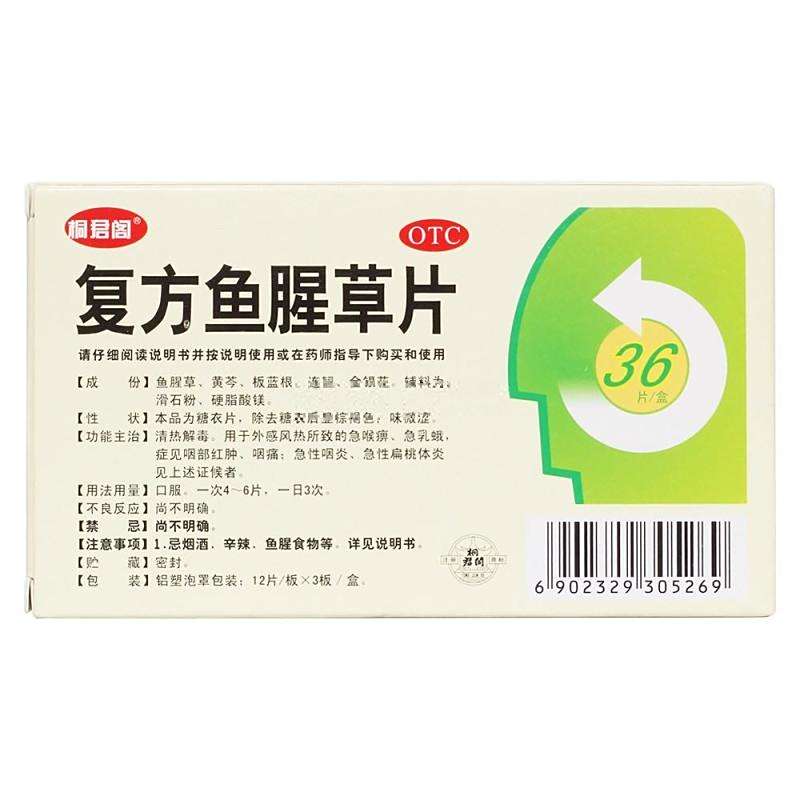 桐君阁®
OTC
复方鱼腥草片
请仔细阅读说明书并按说明使用或在药师指导下购买和使用
36
片/盒
【成 份】鱼腥草、黄芩、板蓝根、连翘、金银花。辅料为:
滑石粉、硬脂酸镁。
【性 状】本品为糖衣片，除去糖衣后显棕褐色；味微涩。
【功能主治】清热解毒。用于外感风热所致的急喉痹、急乳蛾，
症见咽部红肿、咽痛；急性咽炎、急性扁桃体炎
见上述证候者。
【用法用量】口服。一次4~6片，一日3次。
【不良反应】尚不明确。
【禁 忌】尚不明确。
【注意事项】1.忌烟酒、辛辣、鱼腥食物等。详见说明书。
【贮 藏】密封。
【包 装】铝塑泡罩包装：12片/板×3板/盒。
桐君阁
6 902329 305269